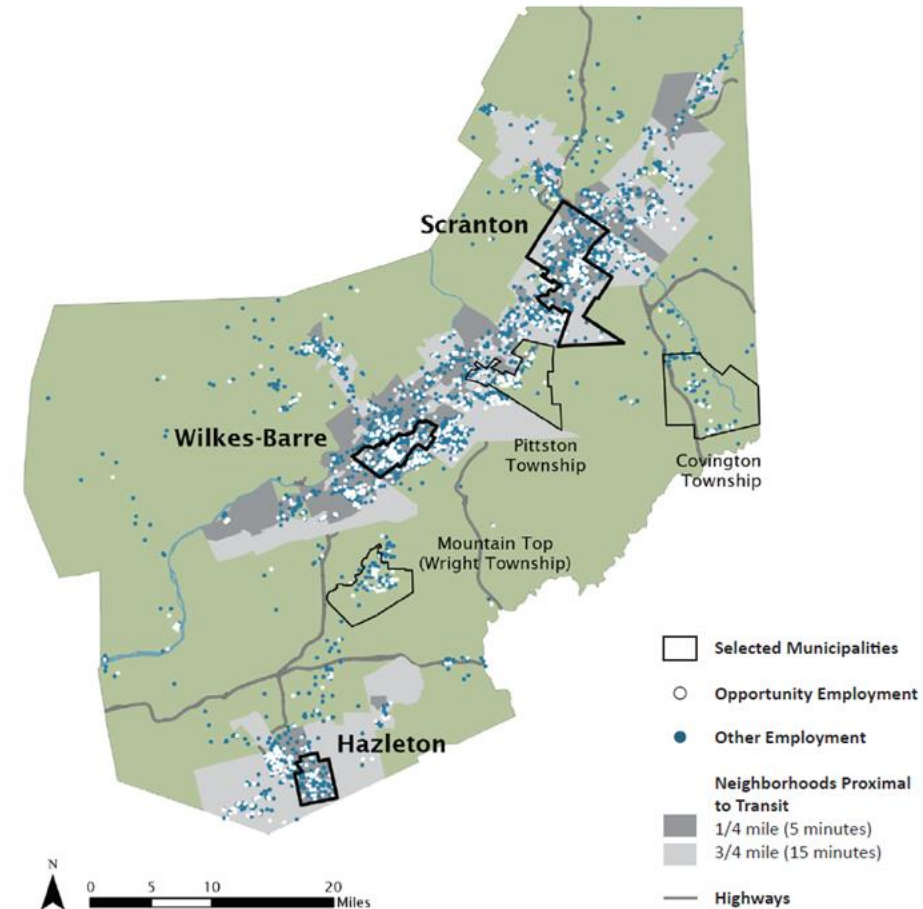 Scranton
Wilkes-Barre
Pittston
Township
Covington
Township
Mountain Top
(Wright Township)
Hazleton
Selected Municipalities
Opportunity Employment
Other Employment
Neighborhoods Proximal
to Transit
1/4 mile (5 minutes)
3/4 mile (15 minutes)
Highways
N
0 5 10 20
Miles